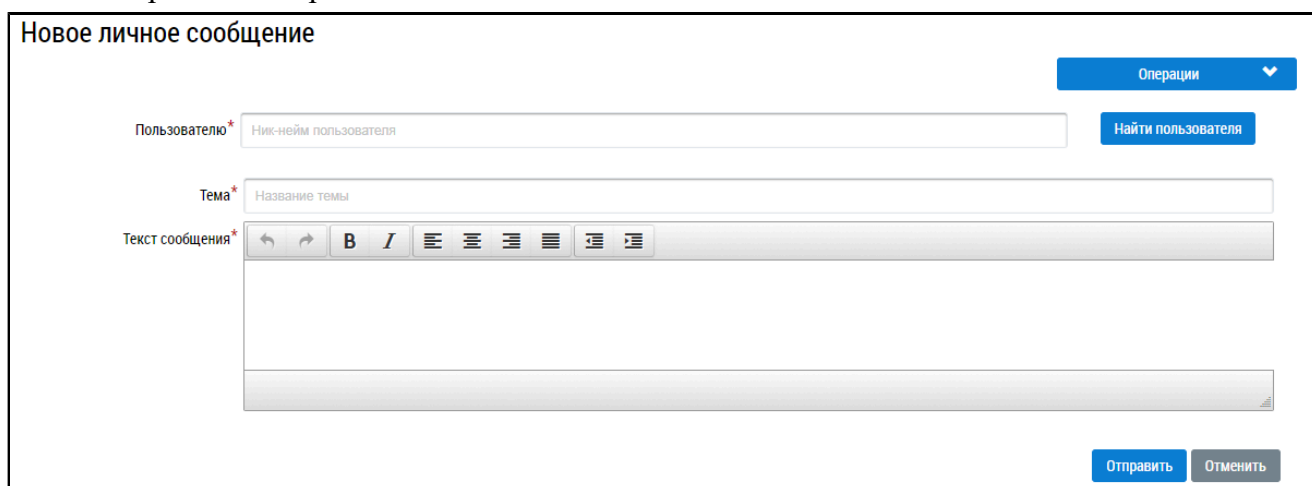 Новое личное сообщение
Операции
Пользователю* Ник-нейм пользователя Найти пользователя
Тема* Название темы
Текст сообщения* B I
Отправить Отменить